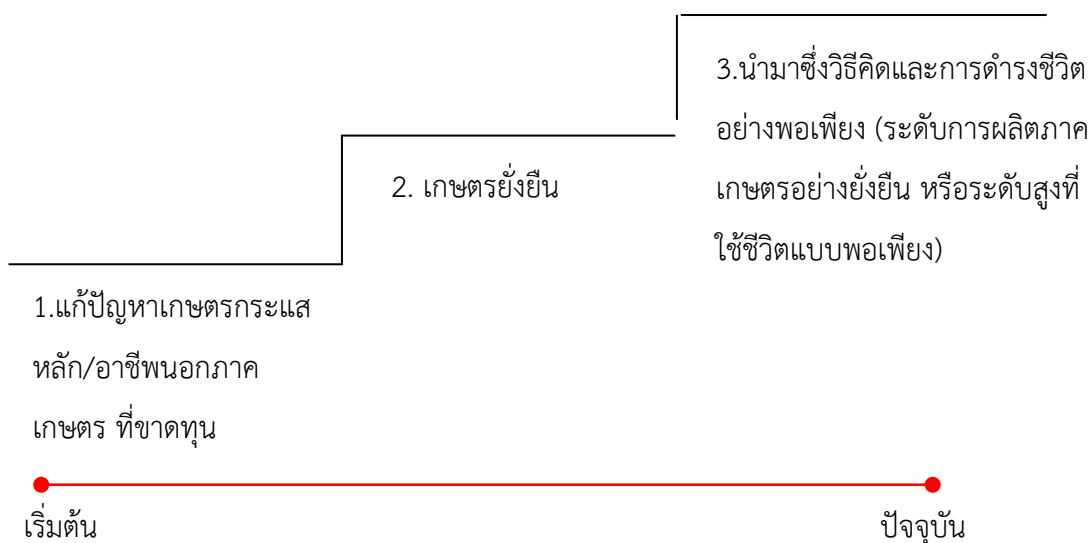 3.นำมาซึ่งวิธีคิดและการดำรงชีวิต
อย่างพอเพียง (ระดับการผลิตภาค
เกษตรอย่างยั่งยืน หรือระดับสูงที่
ใช้ชีวิตแบบพอเพียง)
2. เกษตรยั่งยืน
1.แก้ปัญหาเกษตรกระแส
หลัก/อาชีพนอกภาค
เกษตร ที่ขาดทุน
เริ่มต้น
ปัจจุบัน